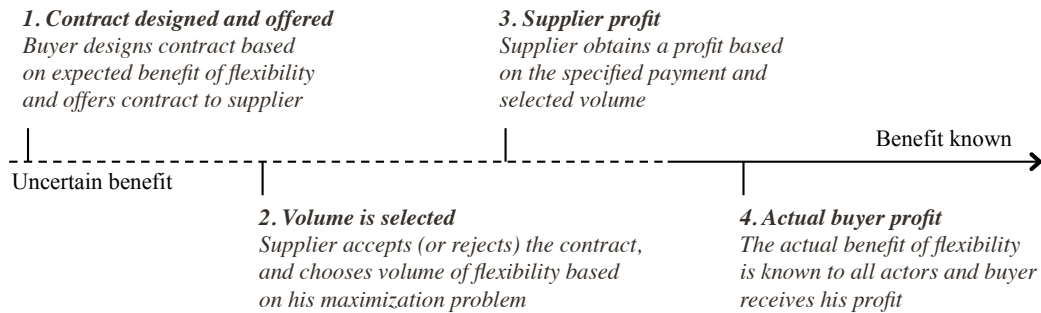 1. Contract designed and offered
Buyer designs contract based
on expected benefit of flexibility
and offers contract to supplier
3. Supplier profit
Supplier obtains a profit based
on the specified payment and
selected volume
Benefit known
Uncertain benefit
2. Volume is selected
Supplier accepts (or rejects) the contract,
and chooses volume of flexibility based
on his maximization problem
4. Actual buyer profit
The actual benefit of flexibility
is known to all actors and buyer
receives his profit